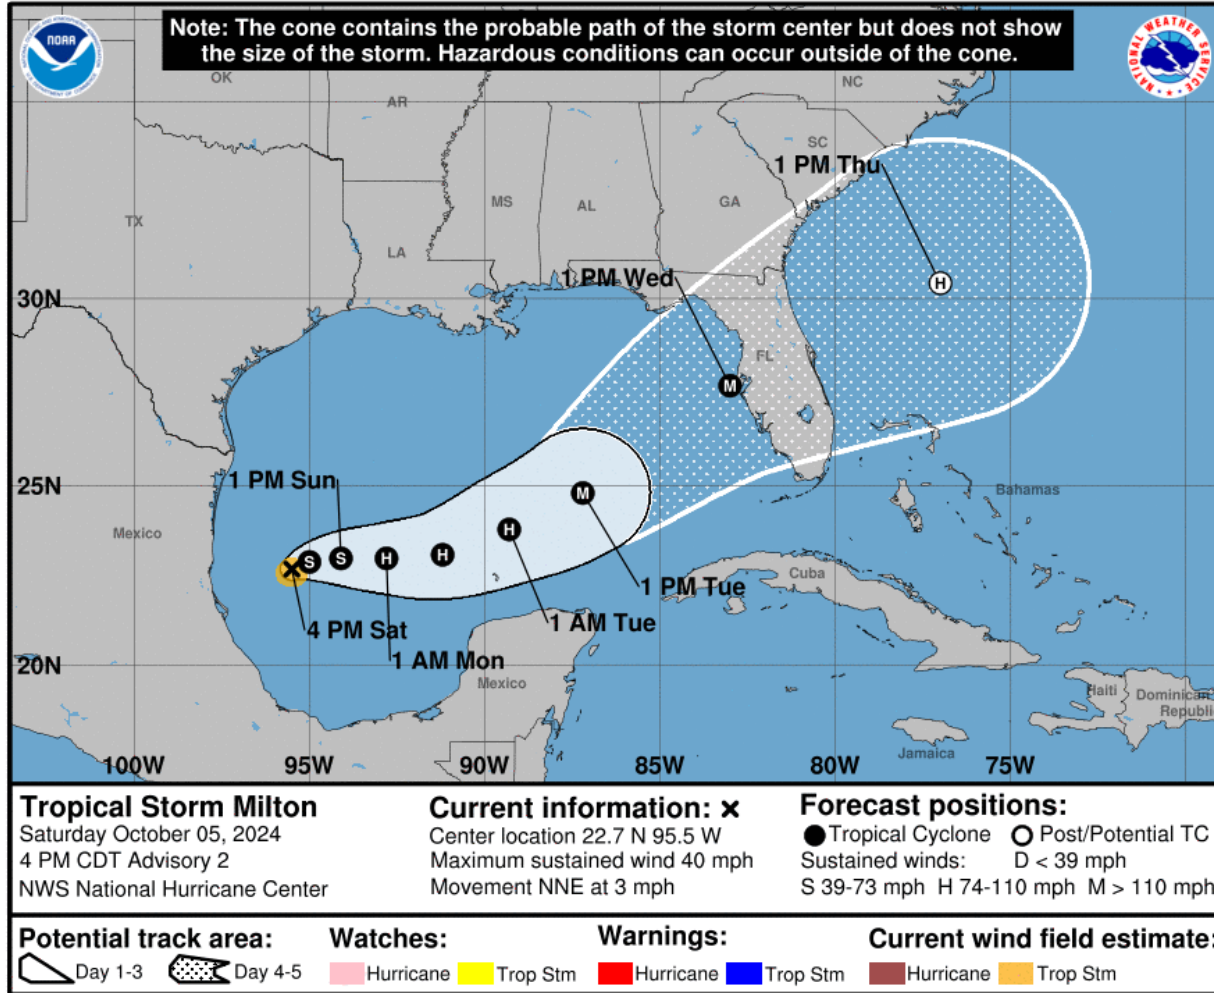 Note: The cone contains the probable path of the storm center but does not show
the size of the storm. Hazardous conditions can occur outside of the cone.
NOAA
NATIONAL WEATHER SERVICE
OK
AR
NC
SC
1 PM Thu
TX
MS
AL
GA
LA
1 PM Wed
H
30N
FL
M
25N
1 PM Sun
M
Bahamas
Mexico
H
S
S
H
H
Cuba
1 PM Tue
4 PM Sat
1 AM Tue
1 AM Mon
20N
Mexico
Haiti
Dominican
Republi
Jamaica
100W 95W 90W 85W 80W 75W
Tropical Storm Milton
Saturday October 05, 2024
4 PM CDT Advisory 2
NWS National Hurricane Center
Current information: x
Center location 22.7 N 95.5 W
Maximum sustained wind 40 mph
Movement NNE at 3 mph
Forecast positions:
Tropical Cyclone Post/Potential TC
Sustained winds: D < 39 mph
S 39-73 mph H 74-110 mph M > 110 mph
Potential track area:
Day 1-3 Day 4-5
Watches:
Hurricane Trop Stm
Warnings:
Hurricane Trop Stm
Current wind field estimate:
Hurricane Trop Stm